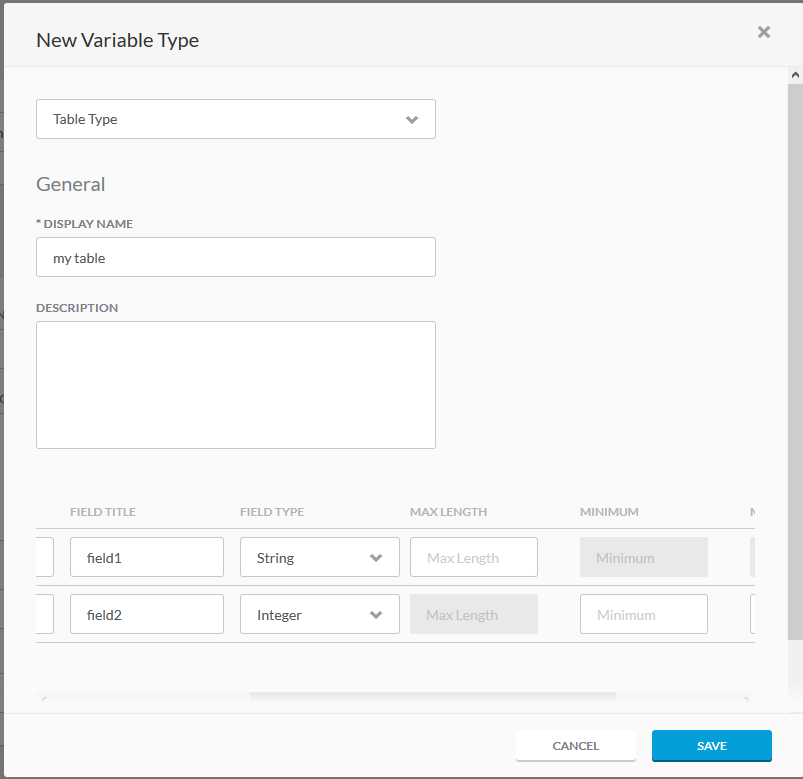 New Variable Type
Table Type
General
* DISPLAY NAME
my table
DESCRIPTION
FIELD TITLE FIELD TYPE MAX LENGTH MINIMUM
field1 String Max Length Minimum
field2 Integer Max Length Minimum
CANCEL SAVE